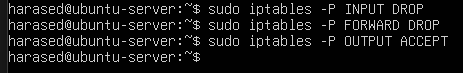 harased@ubuntu-server:~$ sudo iptables -P INPUT DROP
harased@ubuntu-server:~$ sudo iptables -P FORWARD DROP
harased@ubuntu-server:~$ sudo iptables -P OUTPUT ACCEPT
harased@ubuntu-server:~$